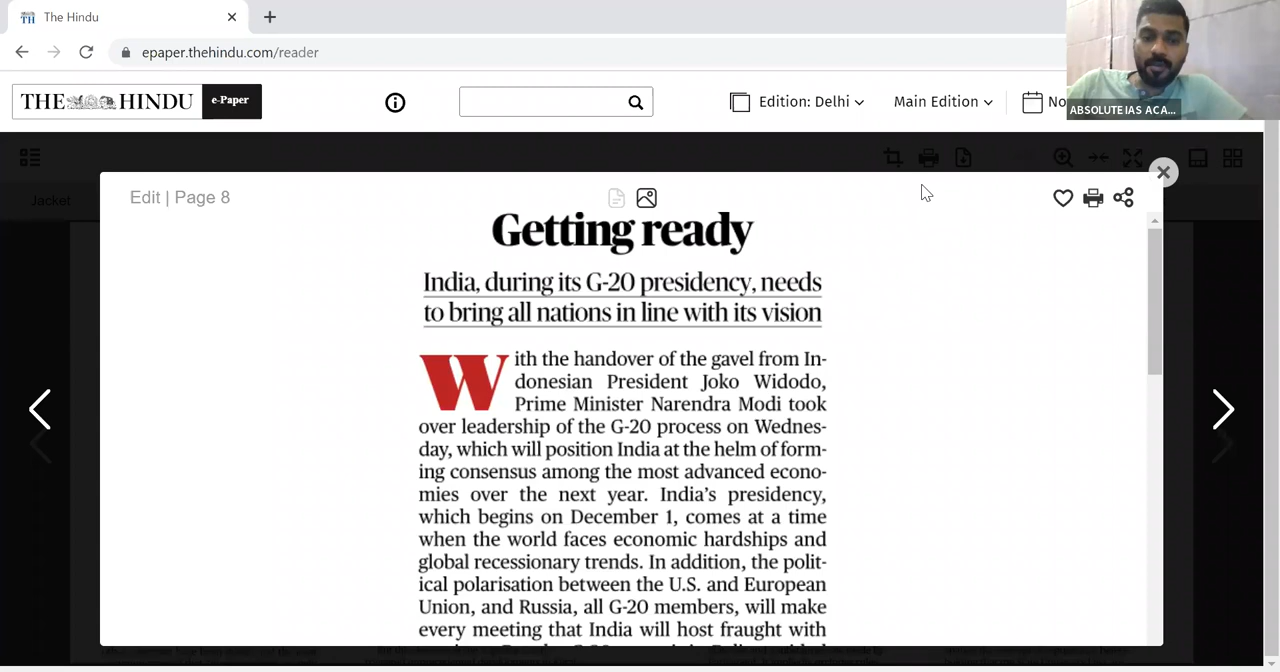 The Hindu
epaper.thehindu.com/reader
THE HINDU
e-Paper
Edition: Delhi
Main Edition
No
ABSOLUTE IAS ACA...
Jacket
Edit | Page 8
Getting ready
India, during its G-20 presidency, needs
to bring all nations in line with its vision
With the handover of the gavel from In-
donesian President Joko Widodo,
Prime Minister Narendra Modi took
over leadership of the G-20 process on Wednes-
day, which will position India at the helm of form-
ing consensus among the most advanced econo-
mies over the next year. India's presidency,
which begins on December 1, comes at a time
when the world faces economic hardships and
global recessionary trends. In addition, the polit-
ical polarisation between the U.S. and European
Union, and Russia, all G-20 members, will make
every meeting that India will host fraught with